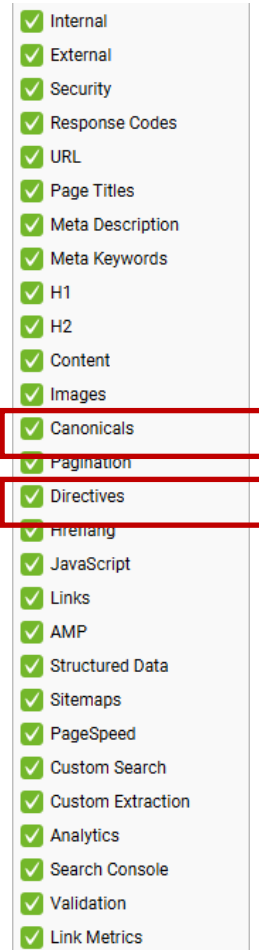 Internal
External
Security
Response Codes
URL
Page Titles
Meta Description
Meta Keywords
H1
H2
Content
Images
Canonicals
Pagination
Directives
Hreflang
JavaScript
Links
AMP
Structured Data
Sitemaps
PageSpeed
Custom Search
Custom Extraction
Analytics
Search Console
Validation
Link Metrics